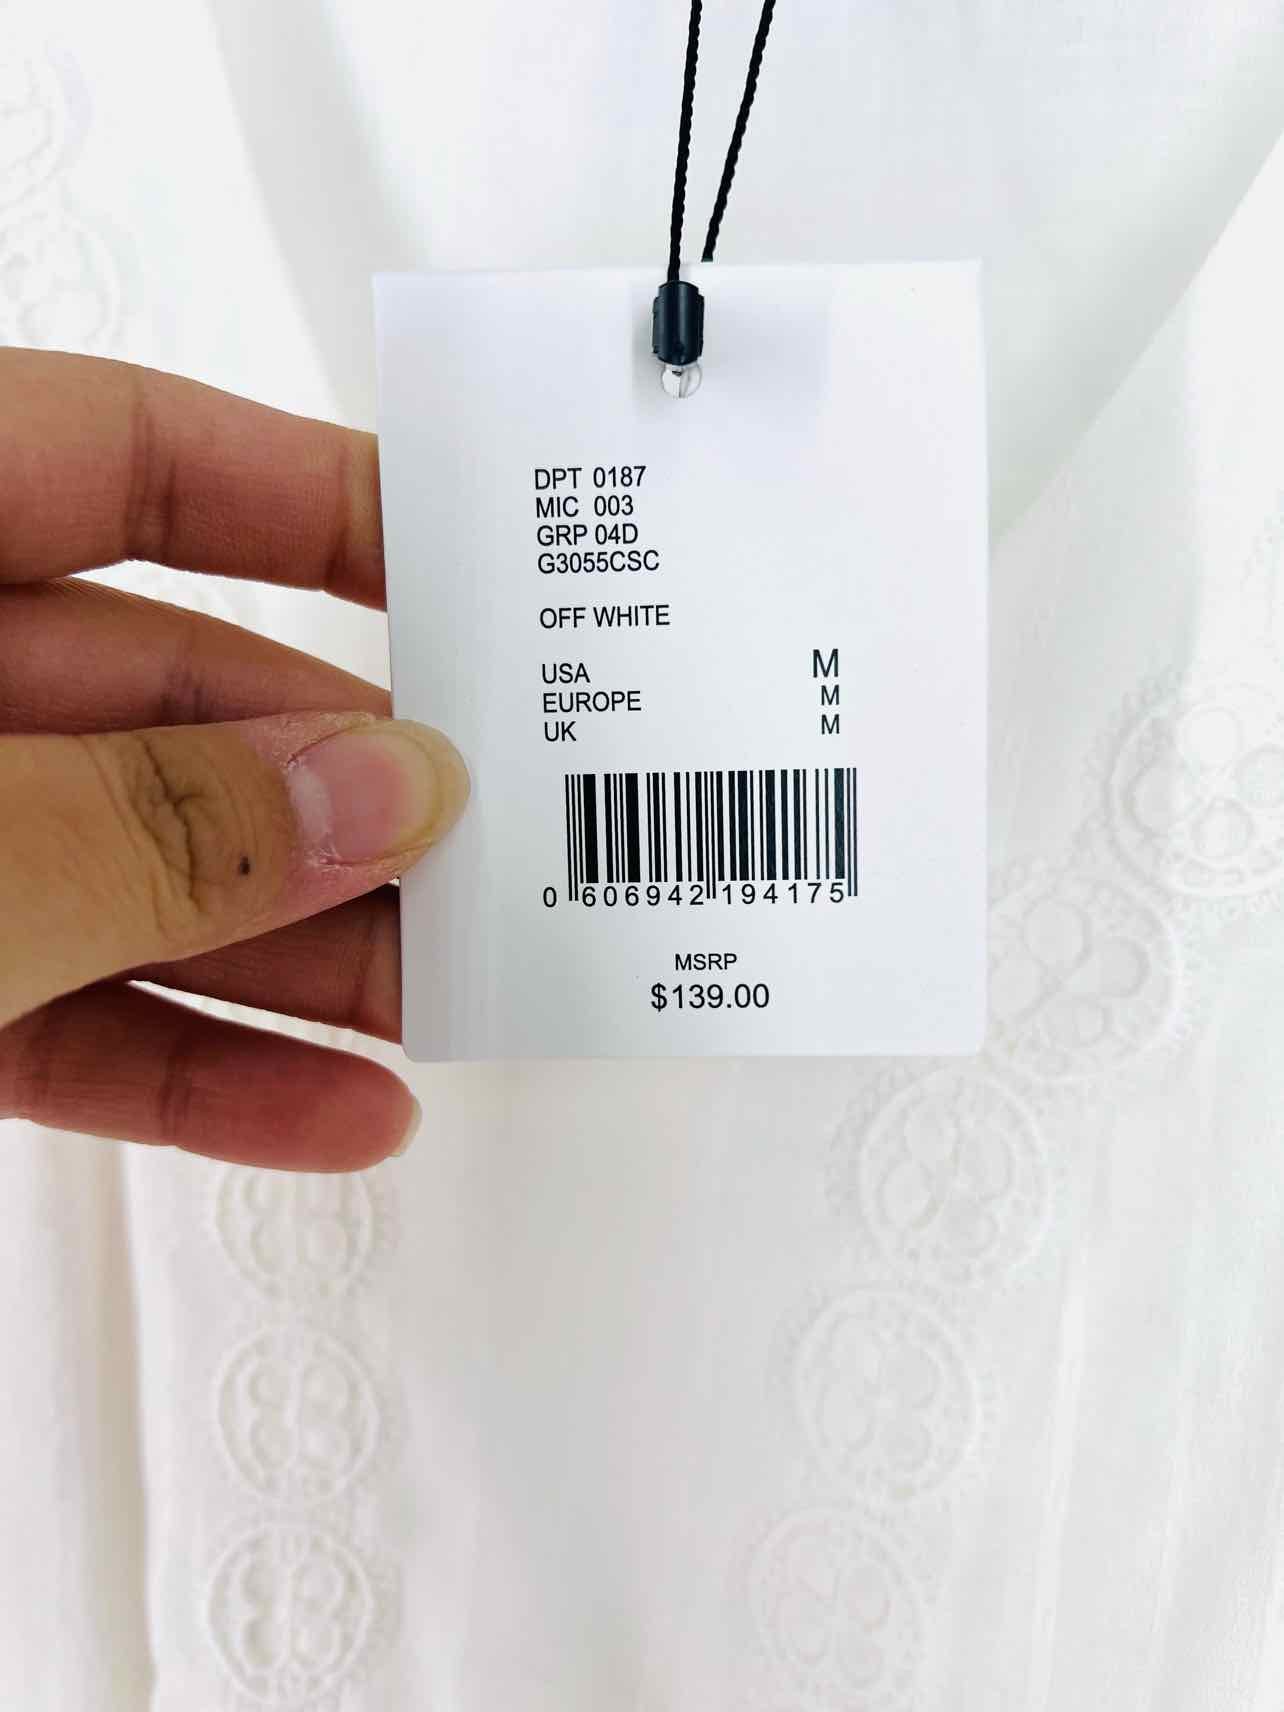 DPT 0187
MIC 003
GRP 04D
G3055CSC
OFF WHITE
USA M
EUROPE M
UK M
0 606942 194175
MSRP
$139.00